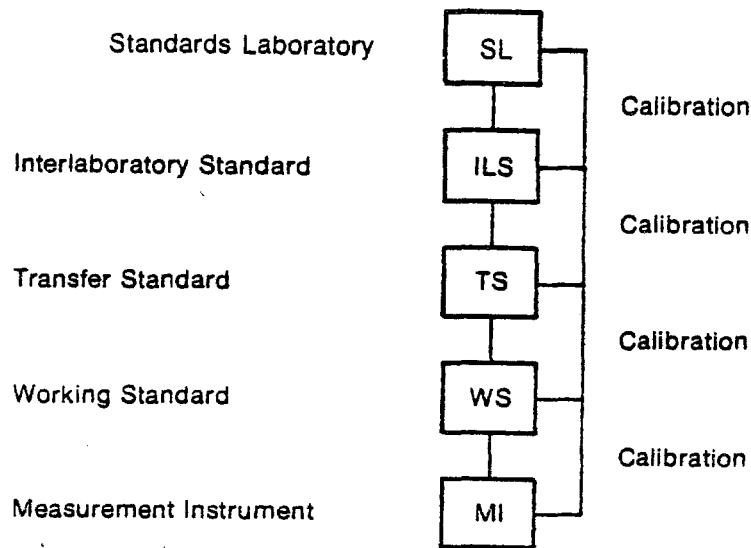 Standards Laboratory SL
Calibration
Interlaboratory Standard ILS
Calibration
Transfer Standard TS
Calibration
Working Standard WS
Calibration
Measurement Instrument MI